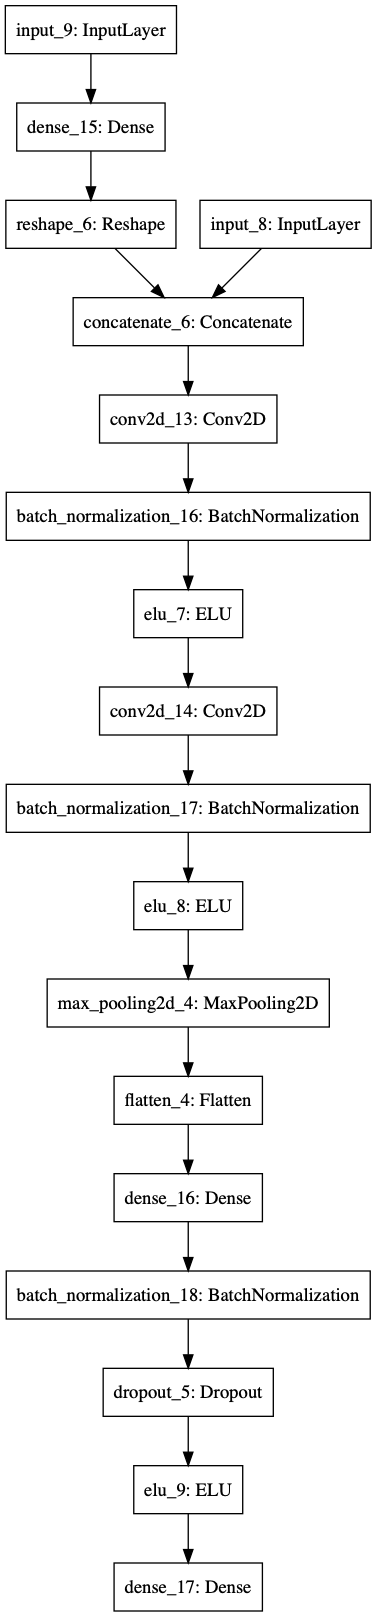 input_9: InputLayer
dense_15: Dense
reshape_6: Reshape
input_8: InputLayer
concatenate_6: Concatenate
conv2d_13: Conv2D
batch_normalization_16: BatchNormalization
elu_7: ELU
conv2d_14: Conv2D
batch_normalization_17: BatchNormalization
elu_8: ELU
max_pooling2d_4: MaxPooling2D
flatten_4: Flatten
dense_16: Dense
batch_normalization_18: BatchNormalization
dropout_5: Dropout
elu_9: ELU
dense_17: Dense